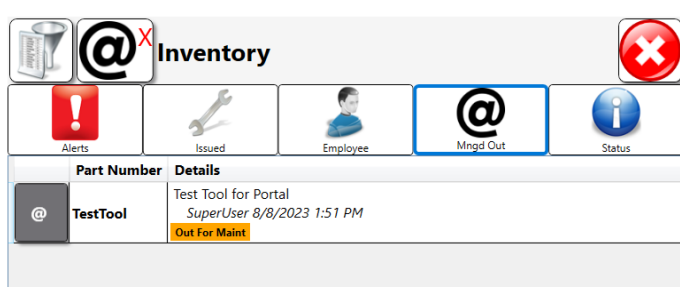 @ X Inventory
! Alerts
Issued
Employee
@ Mngd Out
i Status
Part Number Details
@ TestTool Test Tool for Portal
SuperUser 8/8/2023 1:51 PM
Out For Maint